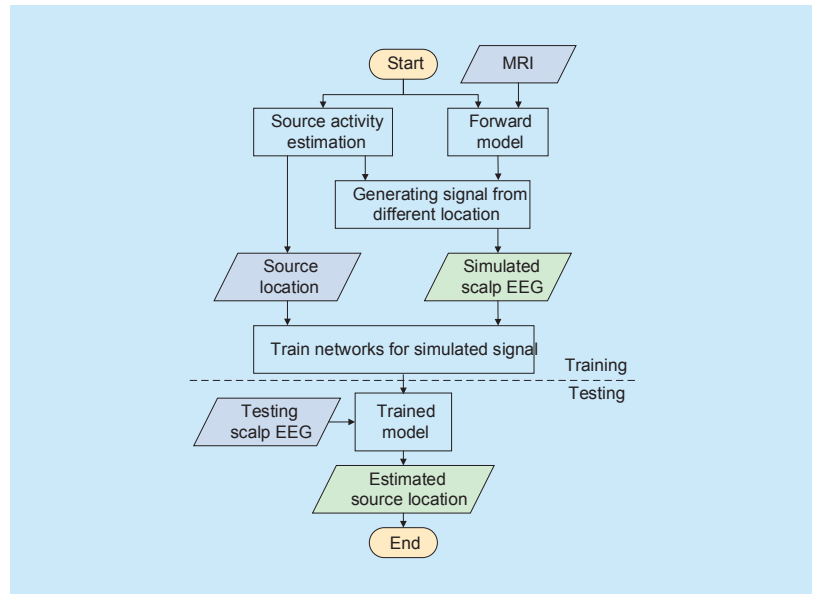 Start
MRI
Source activity
estimation
Forward
model
Generating signal from
different location
Source
location
Simulated
scalp EEG
Train networks for simulated signal
Training
Testing
Testing
scalp EEG
Trained
model
Estimated
source location
End